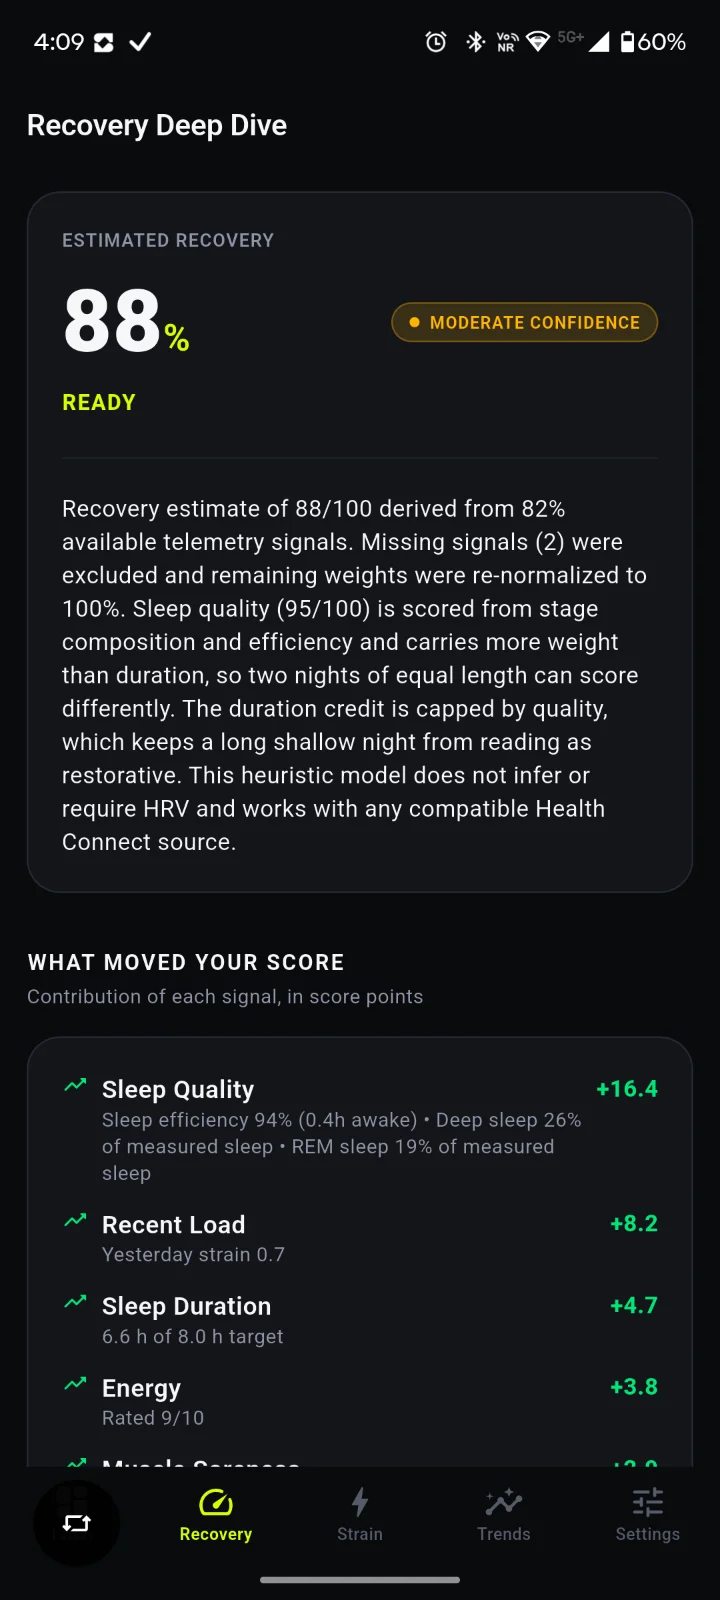 4:09
Vo NR 5G+ 60%
Recovery Deep Dive
ESTIMATED RECOVERY
88%
MODERATE CONFIDENCE
READY
Recovery estimate of 88/100 derived from 82%
available telemetry signals. Missing signals (2) were
excluded and remaining weights were re-normalized to
100%. Sleep quality (95/100) is scored from stage
composition and efficiency and carries more weight
than duration, so two nights of equal length can score
differently. The duration credit is capped by quality,
which keeps a long shallow night from reading as
restorative. This heuristic model does not infer or
require HRV and works with any compatible Health
Connect source.
WHAT MOVED YOUR SCORE
Contribution of each signal, in score points
Sleep Quality +16.4
Sleep efficiency 94% (0.4h awake) • Deep sleep 26%
of measured sleep • REM sleep 19% of measured
sleep
Recent Load +8.2
Yesterday strain 0.7
Sleep Duration +4.7
6.6 h of 8.0 h target
Energy +3.8
Rated 9/10
Muscle Soreness
Recovery
Strain
Trends
Settings